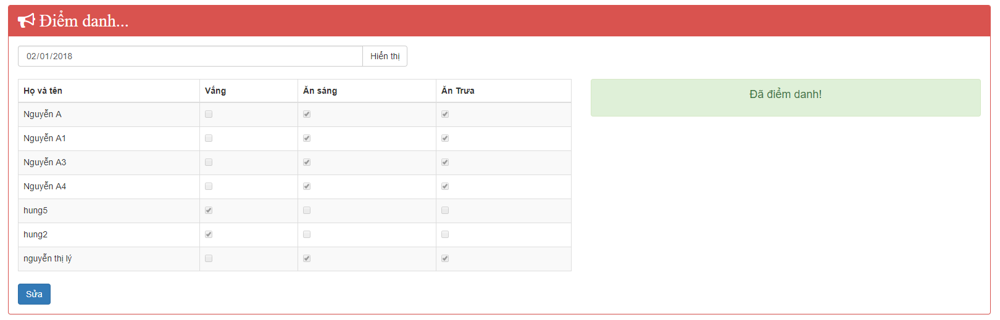 Điểm danh...
02/01/2018 Hiển thị
Họ và tên Vắng Ăn sáng Ăn Trưa
Đã điểm danh!
Nguyễn A
Nguyễn A1
Nguyễn A3
Nguyễn A4
hung5
hung2
nguyễn thị lý
Sửa